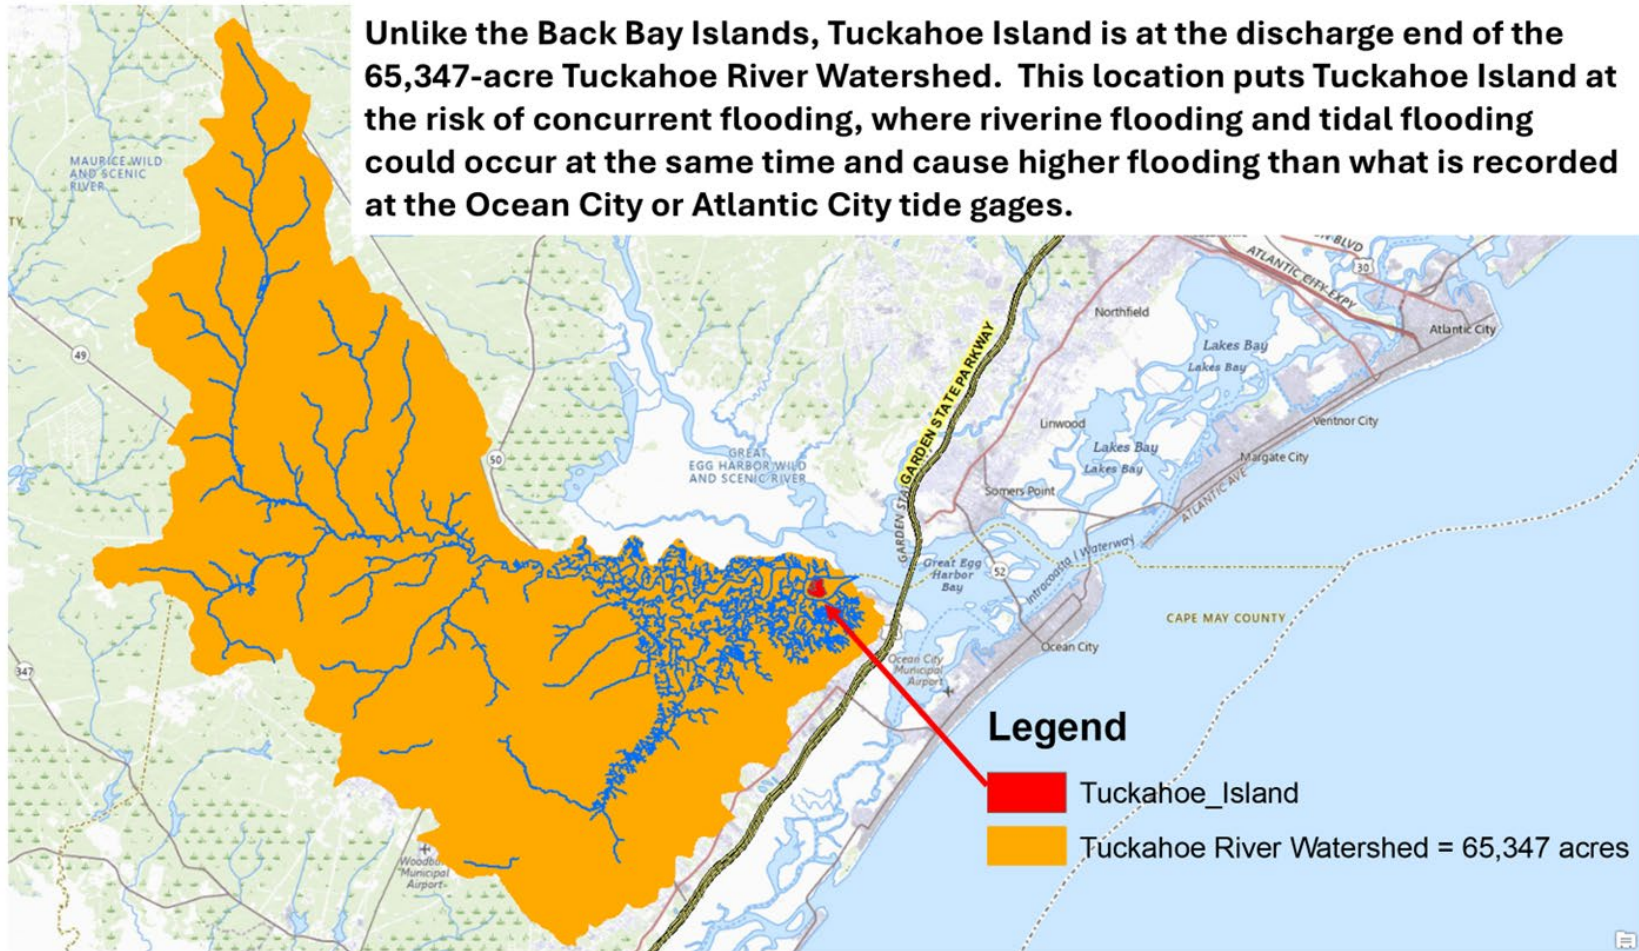 Unlike the Back Bay Islands, Tuckahoe Island is at the discharge end of the
65,347-acre Tuckahoe River Watershed.  This location puts Tuckahoe Island at
the risk of concurrent flooding, where riverine flooding and tidal flooding
could occur at the same time and cause higher flooding than what is recorded
at the Ocean City or Atlantic City tide gages.
MAURICE WILD
AND SCENIC
RIVER
TY
BLVD
30
ATLANTIC CITY EXPY
Northfield
Atlantic City
Lakes Bay
Lakes Bay
49
GARDEN STATE PARKWAY
Linwood
Ventnor City
Lakes Bay
Lakes Bay
Margate City
50
GREAT
EGG HARBOR WILD
AND SCENIC RIVER
Somers Point
ATLANTIC AVE
GARDEN STA
Great Egg
Harbor
Bay
52
Intracoastal Waterway
CAPE MAY COUNTY
Ocean City
347
Ocean City
Municipal
Airport
Legend
Tuckahoe_Island
Tuckahoe River Watershed = 65,347 acres
Woodbi
Municipal
Airport